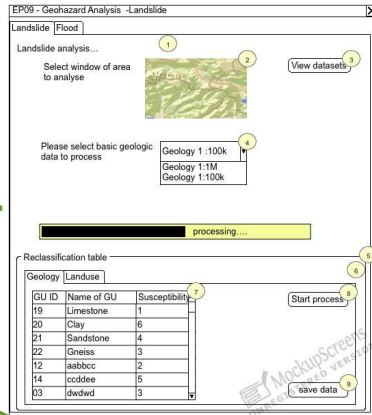 EP09 - Geohazard Analysis -Landslide X
Landslide Flood
Landslide analysis...
1
Select window of area
to analyse
2
View datasets
3
Please select basic geologic
data to process
Geology 1 :100k
4
Geology 1:1M
Geology 1:100k
processing....
5
Reclassification table
6
Geology Landuse
7
GU ID Name of GU Susceptibility
19 Limestone 1
20 Clay 6
21 Sandstone 4
22 Gneiss 3
12 aabbcc 2
14 ccddee 5
03 dwdwd 3
8
Start process
MockupScreens
UNREGISTERED VERSION
9
save data